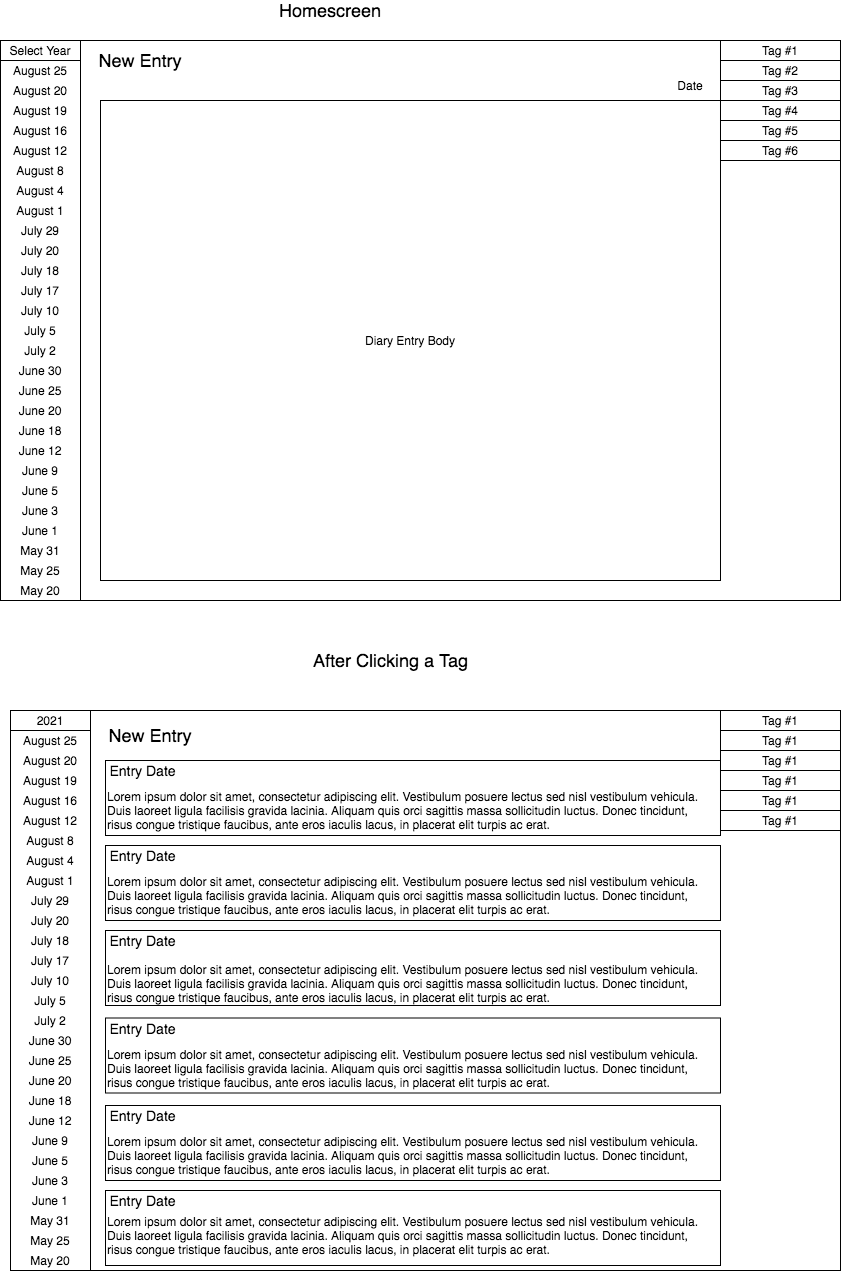 Homescreen
Select Year
August 25
August 20
August 19
August 16
August 12
August 8
August 4
August 1
July 29
July 20
July 18
July 17
July 10
July 5
July 2
June 30
June 25
June 20
June 18
June 12
June 9
June 5
June 3
June 1
May 31
May 25
May 20
New Entry
Date
Diary Entry Body
Tag #1
Tag #2
Tag #3
Tag #4
Tag #5
Tag #6
After Clicking a Tag
2021
August 25
August 20
August 19
August 16
August 12
August 8
August 4
August 1
July 29
July 20
July 18
July 17
July 10
July 5
July 2
June 30
June 25
June 20
June 18
June 12
June 9
June 5
June 3
June 1
May 31
May 25
May 20
New Entry
Entry Date
Lorem ipsum dolor sit amet, consectetur adipiscing elit. Vestibulum posuere lectus sed nisl vestibulum vehicula.
Duis laoreet ligula facilisis gravida lacinia. Aliquam quis orci sagittis massa sollicitudin luctus. Donec tincidunt,
risus congue tristique faucibus, ante eros iaculis lacus, in placerat elit turpis ac erat.
Entry Date
Lorem ipsum dolor sit amet, consectetur adipiscing elit. Vestibulum posuere lectus sed nisl vestibulum vehicula.
Duis laoreet ligula facilisis gravida lacinia. Aliquam quis orci sagittis massa sollicitudin luctus. Donec tincidunt,
risus congue tristique faucibus, ante eros iaculis lacus, in placerat elit turpis ac erat.
Entry Date
Lorem ipsum dolor sit amet, consectetur adipiscing elit. Vestibulum posuere lectus sed nisl vestibulum vehicula.
Duis laoreet ligula facilisis gravida lacinia. Aliquam quis orci sagittis massa sollicitudin luctus. Donec tincidunt,
risus congue tristique faucibus, ante eros iaculis lacus, in placerat elit turpis ac erat.
Entry Date
Lorem ipsum dolor sit amet, consectetur adipiscing elit. Vestibulum posuere lectus sed nisl vestibulum vehicula.
Duis laoreet ligula facilisis gravida lacinia. Aliquam quis orci sagittis massa sollicitudin luctus. Donec tincidunt,
risus congue tristique faucibus, ante eros iaculis lacus, in placerat elit turpis ac erat.
Entry Date
Lorem ipsum dolor sit amet, consectetur adipiscing elit. Vestibulum posuere lectus sed nisl vestibulum vehicula.
Duis laoreet ligula facilisis gravida lacinia. Aliquam quis orci sagittis massa sollicitudin luctus. Donec tincidunt,
risus congue tristique faucibus, ante eros iaculis lacus, in placerat elit turpis ac erat.
Entry Date
Lorem ipsum dolor sit amet, consectetur adipiscing elit. Vestibulum posuere lectus sed nisl vestibulum vehicula.
Duis laoreet ligula facilisis gravida lacinia. Aliquam quis orci sagittis massa sollicitudin luctus. Donec tincidunt,
risus congue tristique faucibus, ante eros iaculis lacus, in placerat elit turpis ac erat.
Tag #1
Tag #1
Tag #1
Tag #1
Tag #1
Tag #1